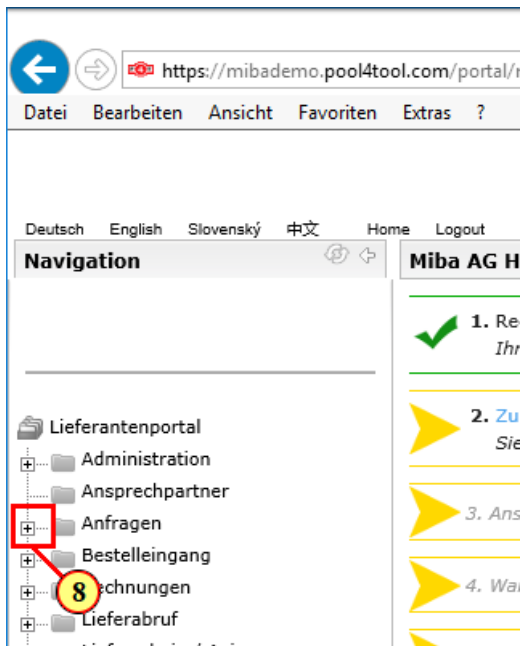 https://mibademo.pool4tool.com/portal/
Datei Bearbeiten Ansicht Favoriten Extras ?
Deutsch English Slovenský 中文 Home Logout
Navigation
Miba AG H
1. Re
Ihr
2. Zu
Sie
3. Ans
4. War
Lieferantenportal
Administration
Ansprechpartner
Anfragen
Bestelleingang
8 echnungen
Lieferabruf